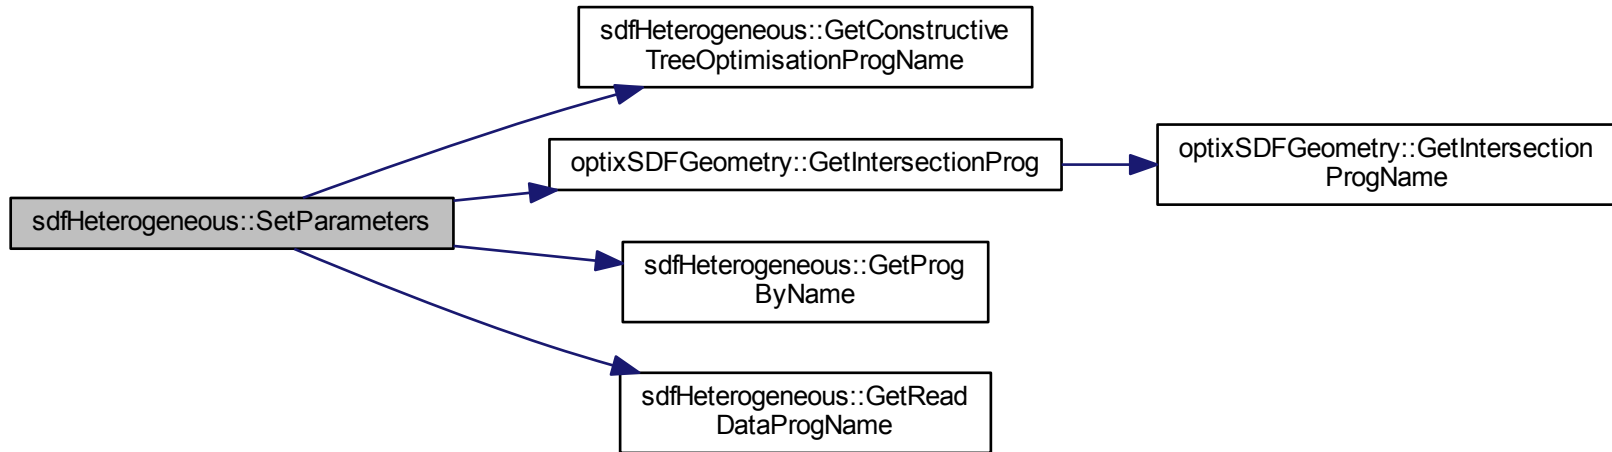 sdfHeterogeneous::SetParameters
sdfHeterogeneous::GetConstructive
TreeOptimisationProgName
optixSDFGeometry::GetIntersectionProg
optixSDFGeometry::GetIntersection
ProgName
sdfHeterogeneous::GetProg
ByName
sdfHeterogeneous::GetRead
DataProgName